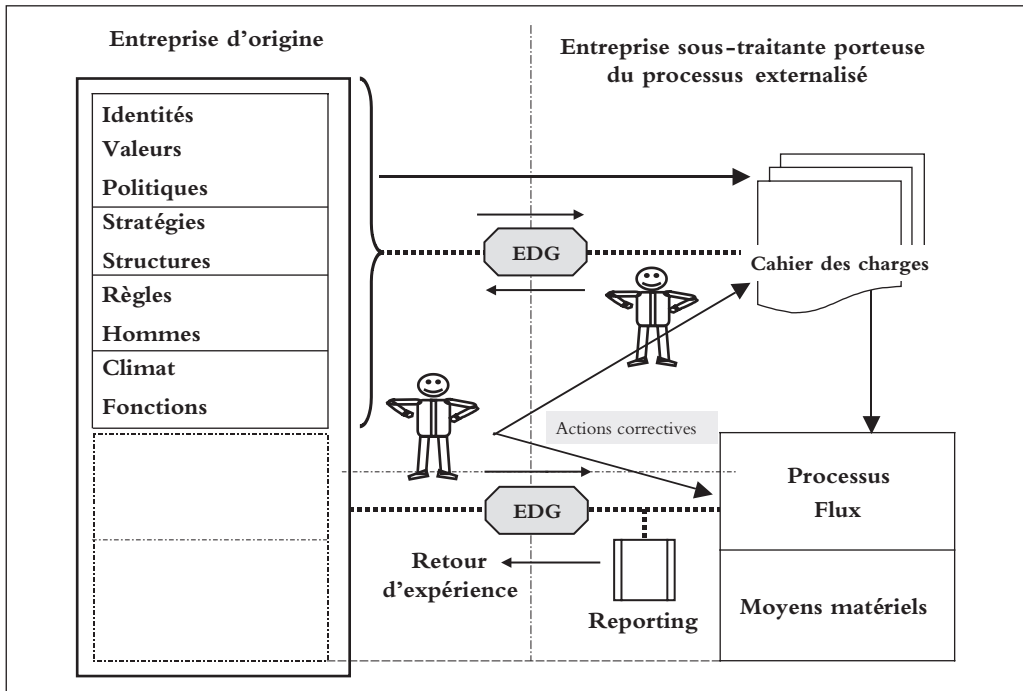 Entreprise d’origine
Entreprise sous-traitante porteuse
du processus externalisé
Identités
Valeurs
Politiques
Stratégies
Structures
Règles
Hommes
Climat
Fonctions
EDG
Cahier des charges
Actions correctives
Processus
Flux
EDG
Retour
d’expérience
Reporting
Moyens matériels